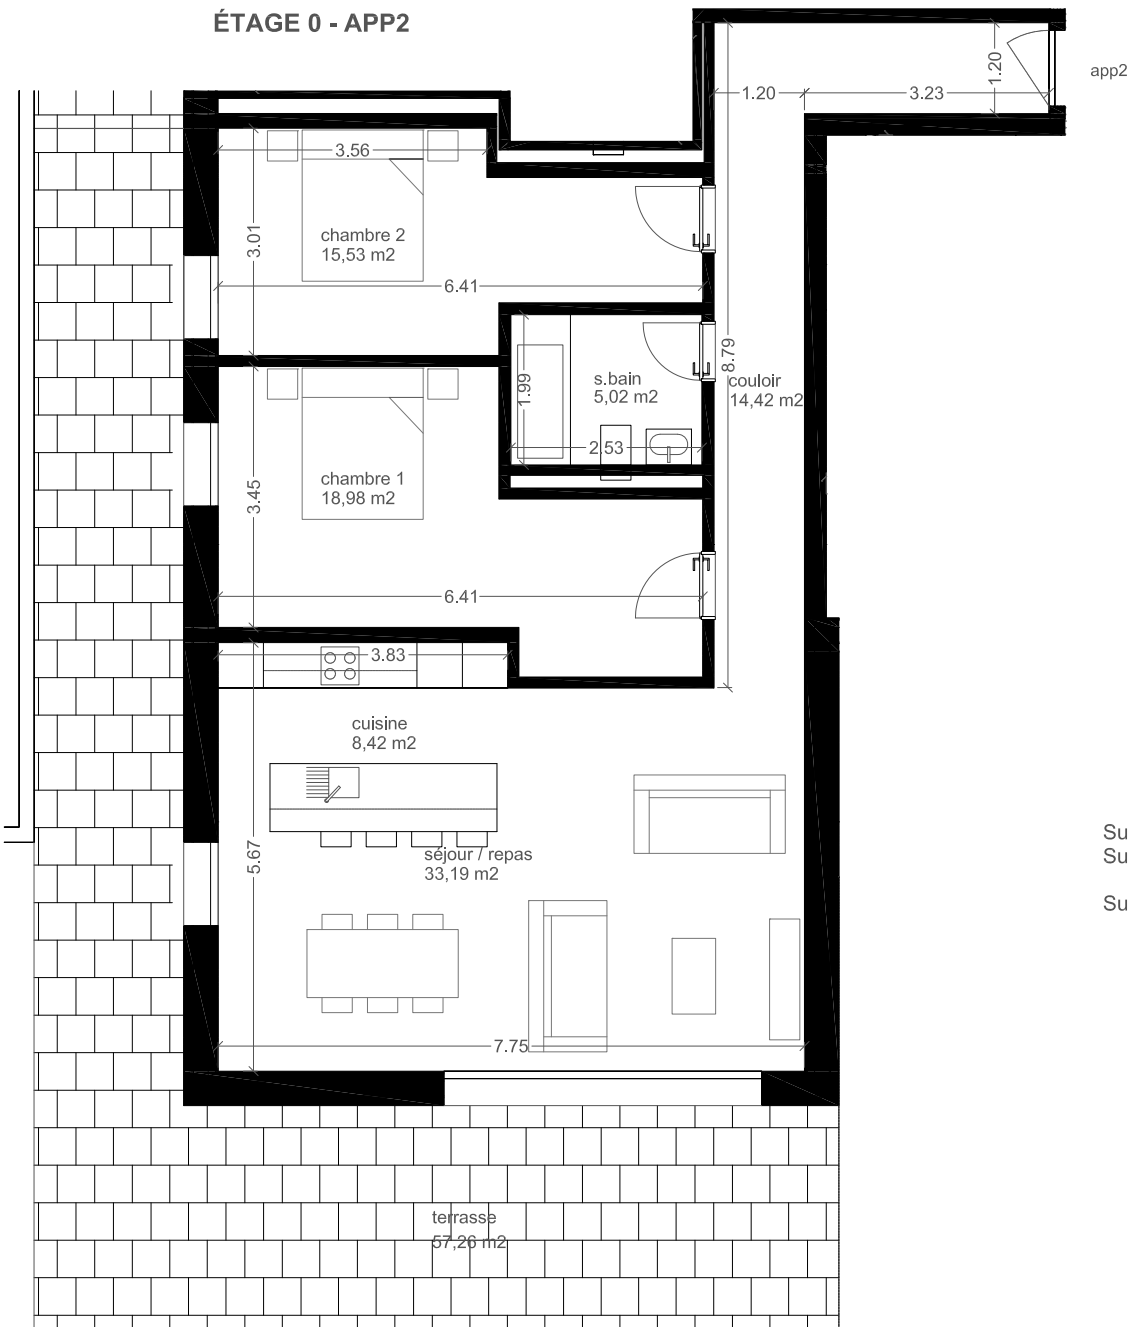 ÉTAGE 0 - APP2
app2
1.20
1.20
3.23
3.56
3.01
chambre 2
15,53 m2
6.41
8.79
1.99
s.bain
5,02 m2
couloir
14,42 m2
2.53
chambre 1
18,98 m2
3.45
6.41
3.83
cuisine
8,42 m2
5.67
séjour / repas
33,19 m2
Su
Su
Su
7.75
terrasse
57,26 m2